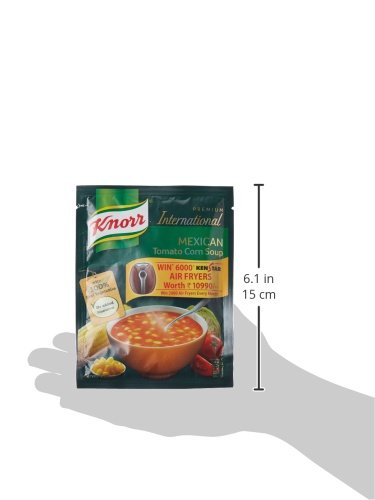 Knorr
PREMIUM
International
MEXICAN
Tomato Corn Soup
WIN* 6000* KENSTAR
AIR FRYERS
Worth ₹ 10990/-
100%
6.1 in
15 cm